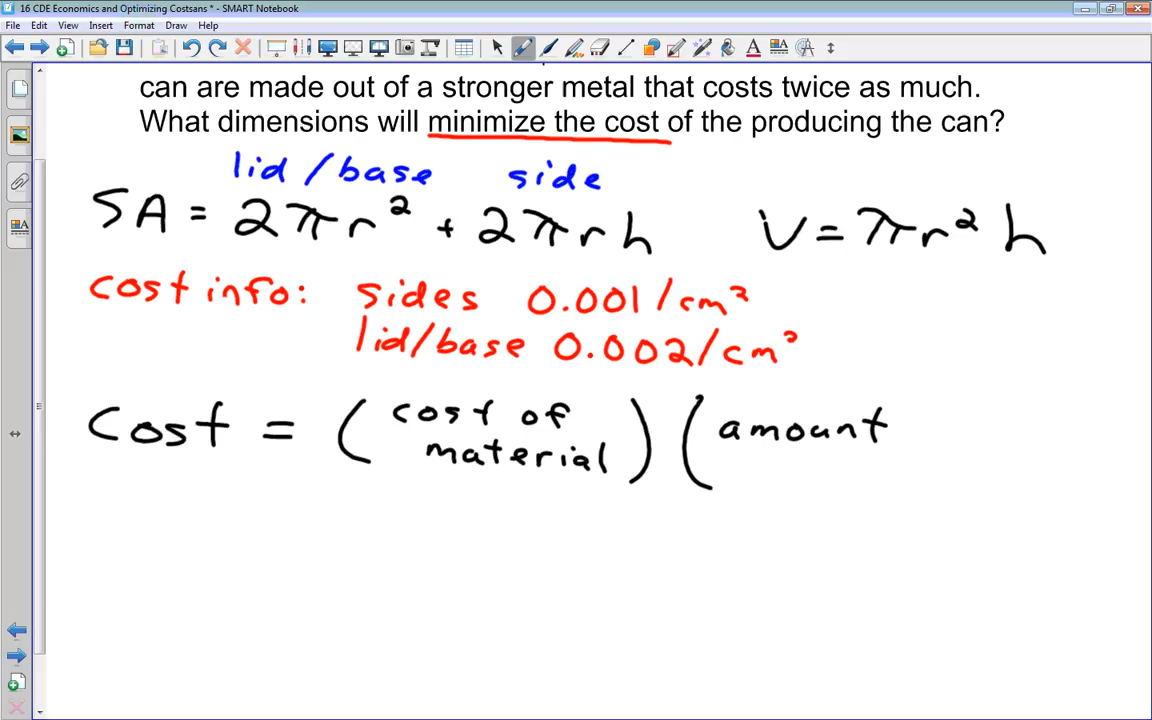 16 CDE Economics and Optimizing Costsans * - SMART Notebook
File Edit View Insert Format Tools Draw Help
can are made out of a stronger metal that costs twice as much.
What dimensions will minimize the cost of the producing the can?
lid/base side
SA = 2πr² + 2πrh V = πr²h
cost info: sides 0.001/cm²
lid/base 0.002/cm²
Cost = (cost of material) (amount